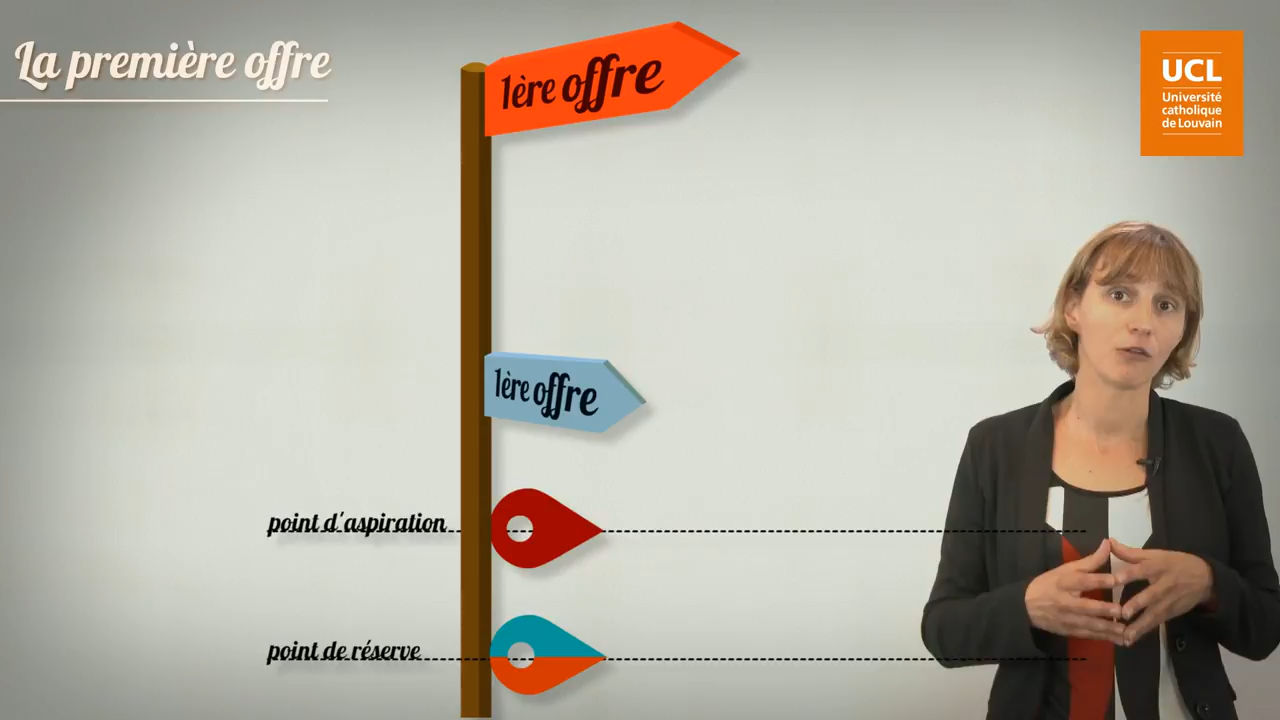 La première offre
1ère offre
UCL
Université
catholique
de Louvain
1ère offre
point d'aspiration
point de réserve